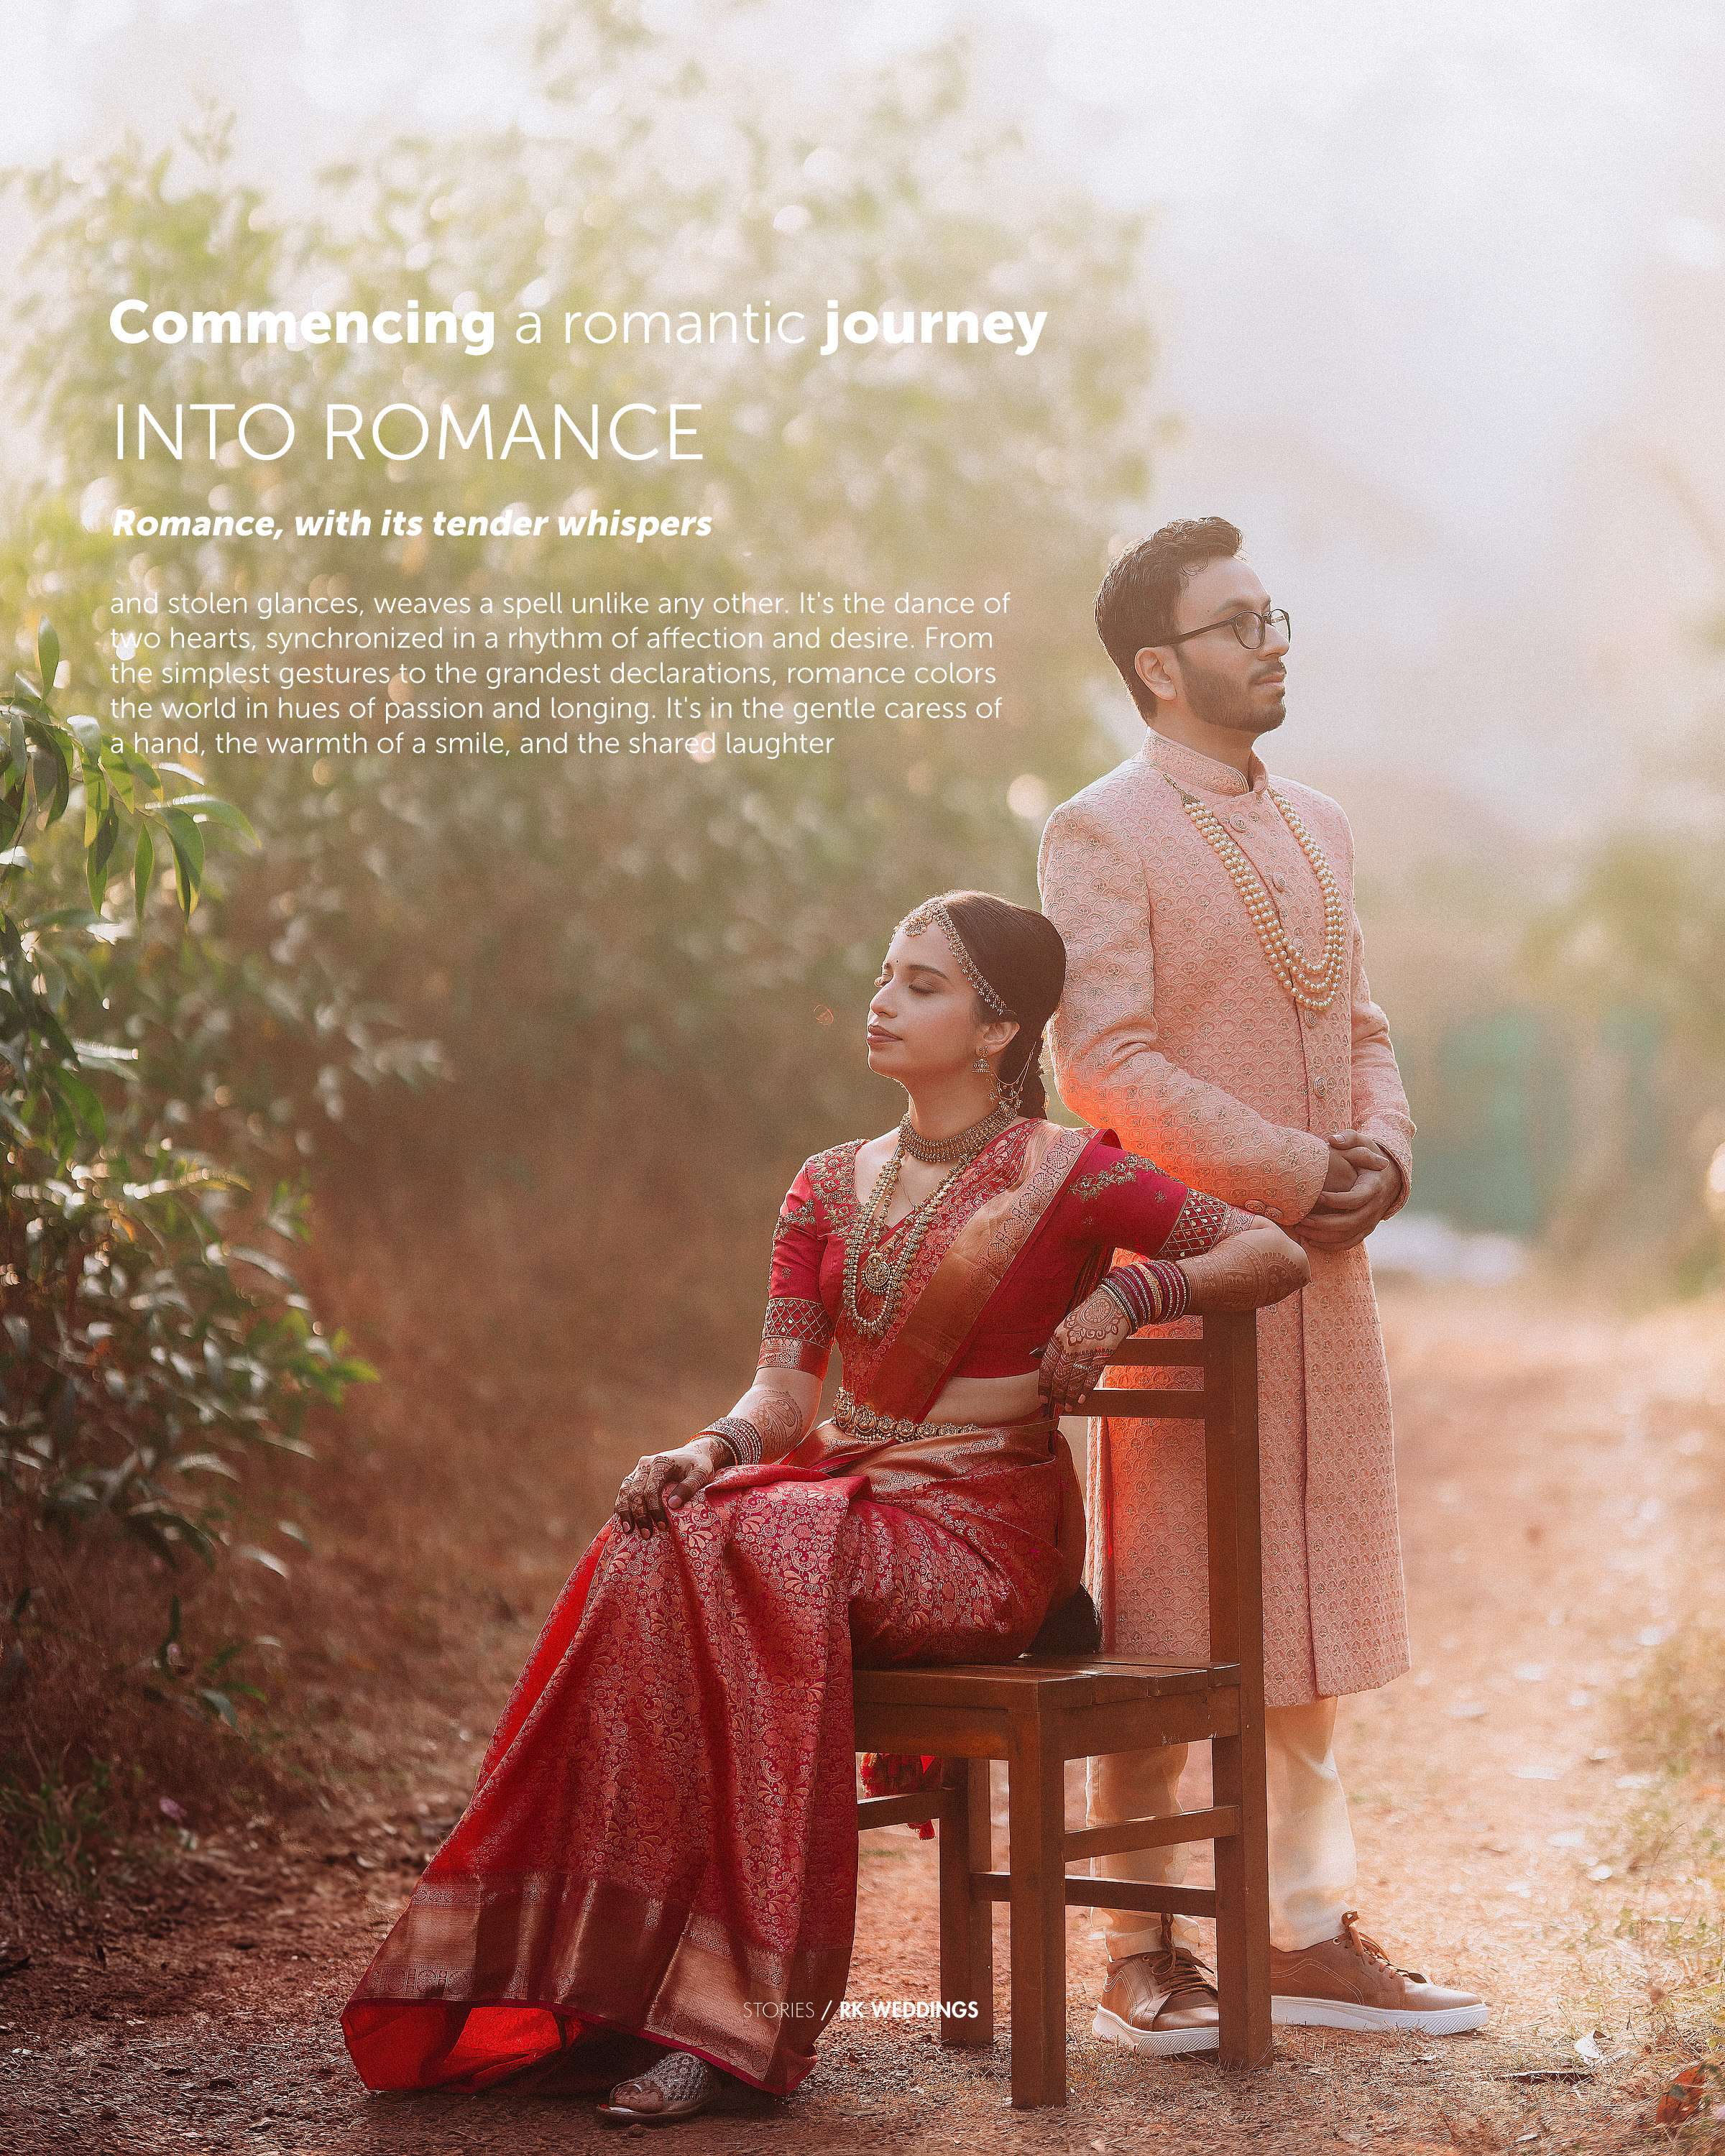 Commencing a romantic journey
INTO ROMANCE
Romance, with its tender whispers
and stolen glances, weaves a spell unlike any other. It's the dance of
two hearts, synchronized in a rhythm of affection and desire. From
the simplest gestures to the grandest declarations, romance colors
the world in hues of passion and longing. It's in the gentle caress of
a hand, the warmth of a smile, and the shared laughter
STORIES / RK WEDDINGS